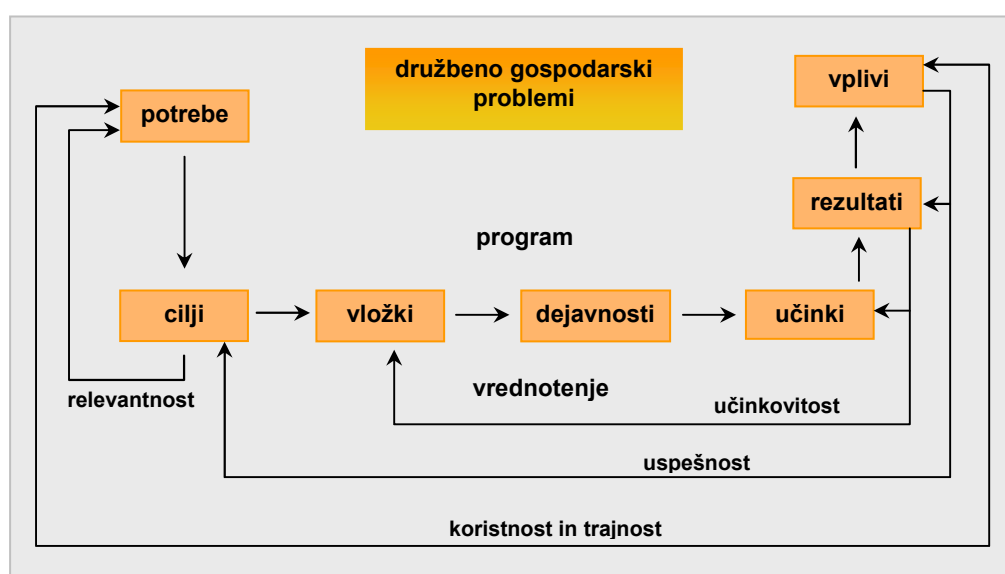 družbeno gospodarski
problemi
vplivi
potrebe
rezultati
program
cilji
vložki
dejavnosti
učinki
vrednotenje
relevantnost
učinkovitost
uspešnost
koristnost in trajnost